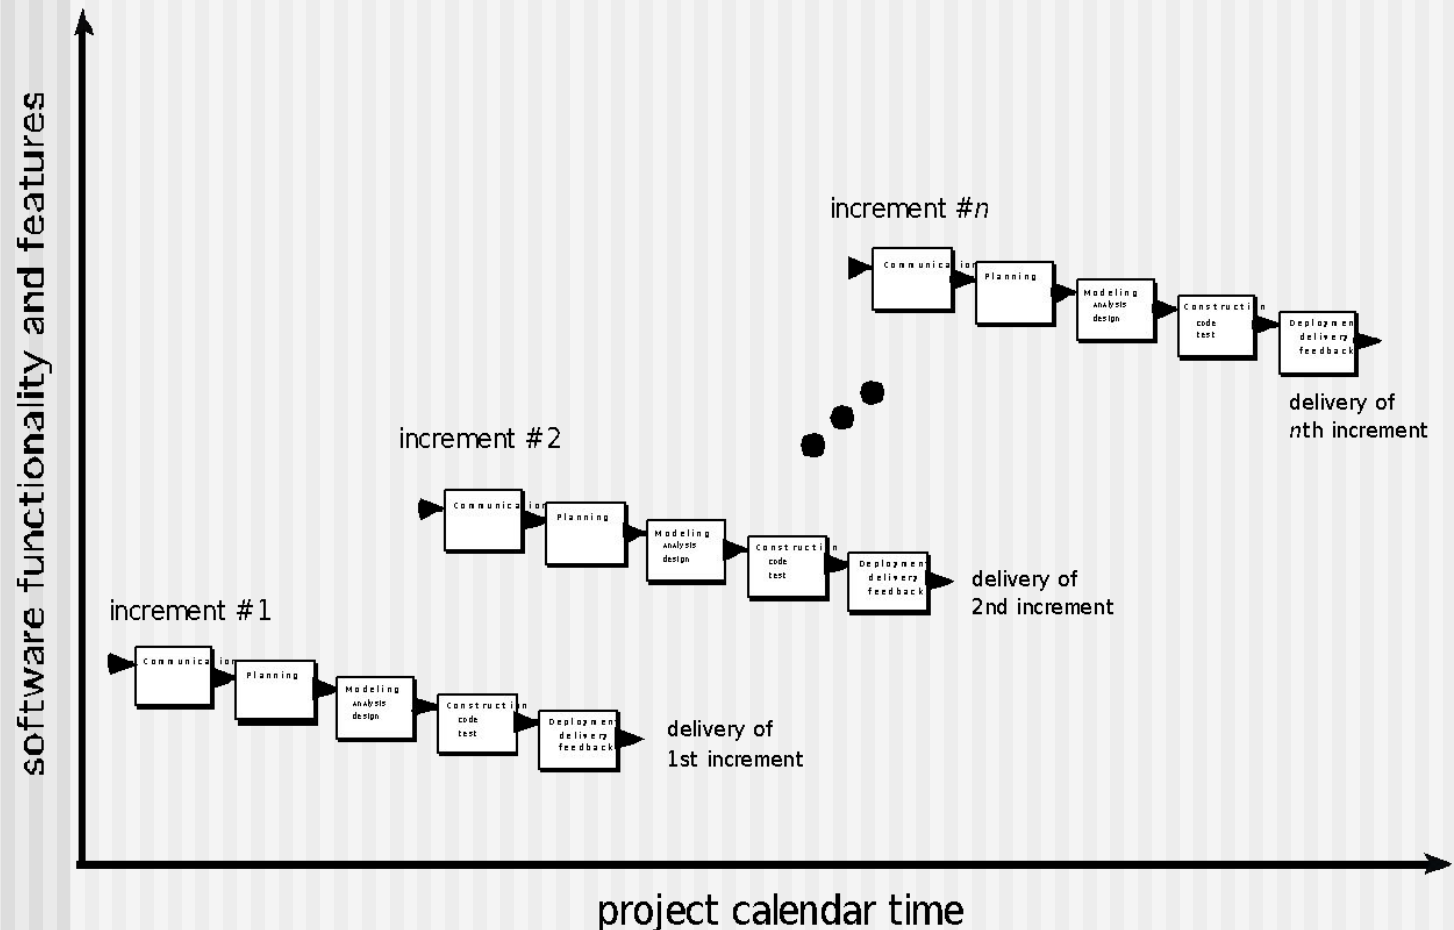 software functionality and features
increment #n
Communication
Planning
Modeling
analysis
design
Construction
code
test
Deployment
delivery
feedback
delivery of
nth increment
increment #2
Communication
Planning
Modeling
analysis
design
Construction
code
test
Deployment
delivery
feedback
delivery of
2nd increment
increment #1
Communication
Planning
Modeling
analysis
design
Construction
code
test
Deployment
delivery
feedback
delivery of
1st increment
project calendar time